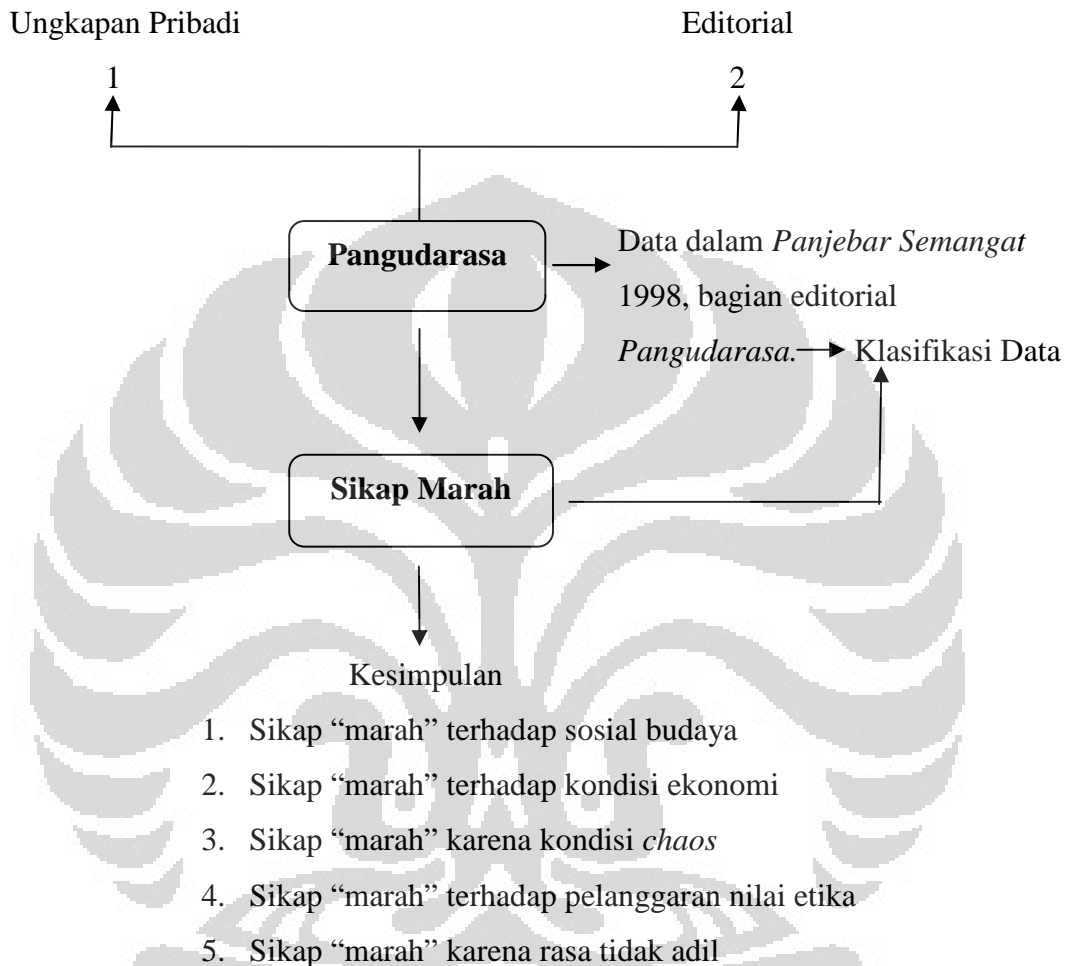 Ungkapan Pribadi
Editorial
1
2
Pangudarasa
Data dalam Panjebar Semangat
1998, bagian editorial
Pangudarasa.
Klasifikasi Data
Sikap Marah
Kesimpulan
1. Sikap “marah” terhadap sosial budaya
2. Sikap “marah” terhadap kondisi ekonomi
3. Sikap “marah” karena kondisi chaos
4. Sikap “marah” terhadap pelanggaran nilai etika
5. Sikap “marah” karena rasa tidak adil